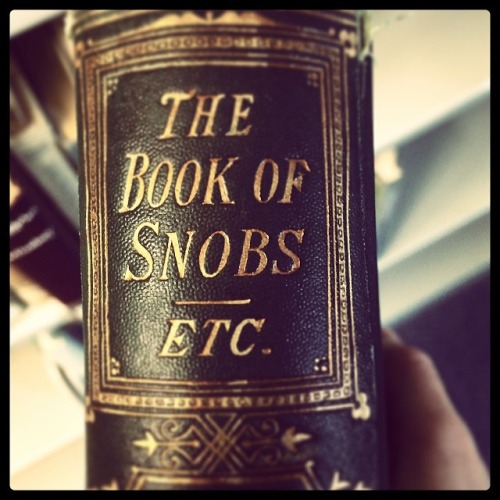 THE
BOOK OF
SNOBS
ETC.